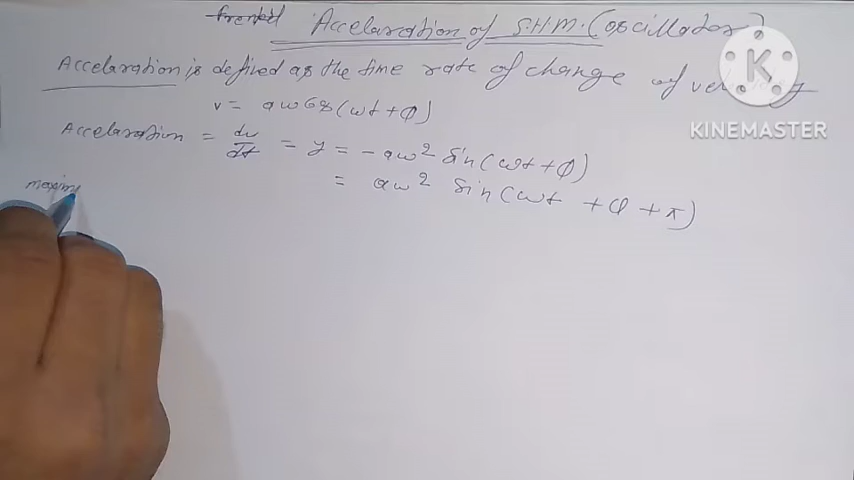 Accelaration of S.H.M. (oscillator)
Accelaration is defined as the time rate of change of
v = aω cos(ωt + φ)
Accelaration = dv/dt = y = -aω² sin(ωt + φ)
= aω² sin(ωt + φ + π)
maxim
KINEMASTER